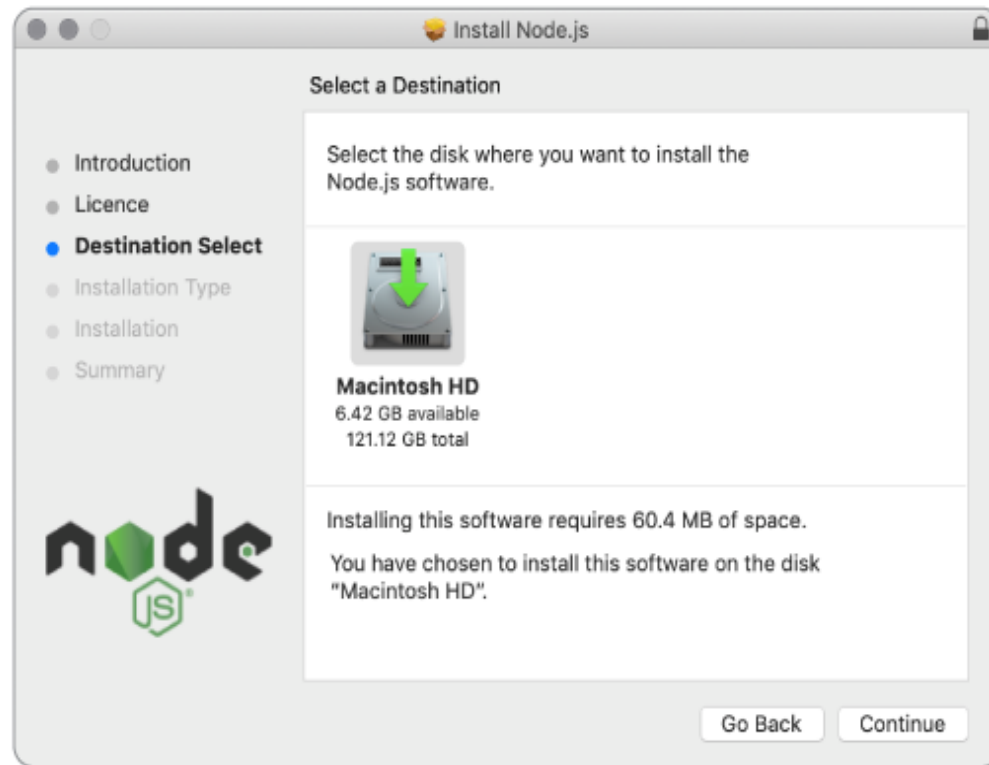 Install Node.js
Select a Destination
Introduction
Licence
Destination Select
Installation Type
Installation
Summary
Select the disk where you want to install the
Node.js software.
Macintosh HD
6.42 GB available
121.12 GB total
Installing this software requires 60.4 MB of space.
You have chosen to install this software on the disk
“Macintosh HD”.
node
JS®
Go Back
Continue